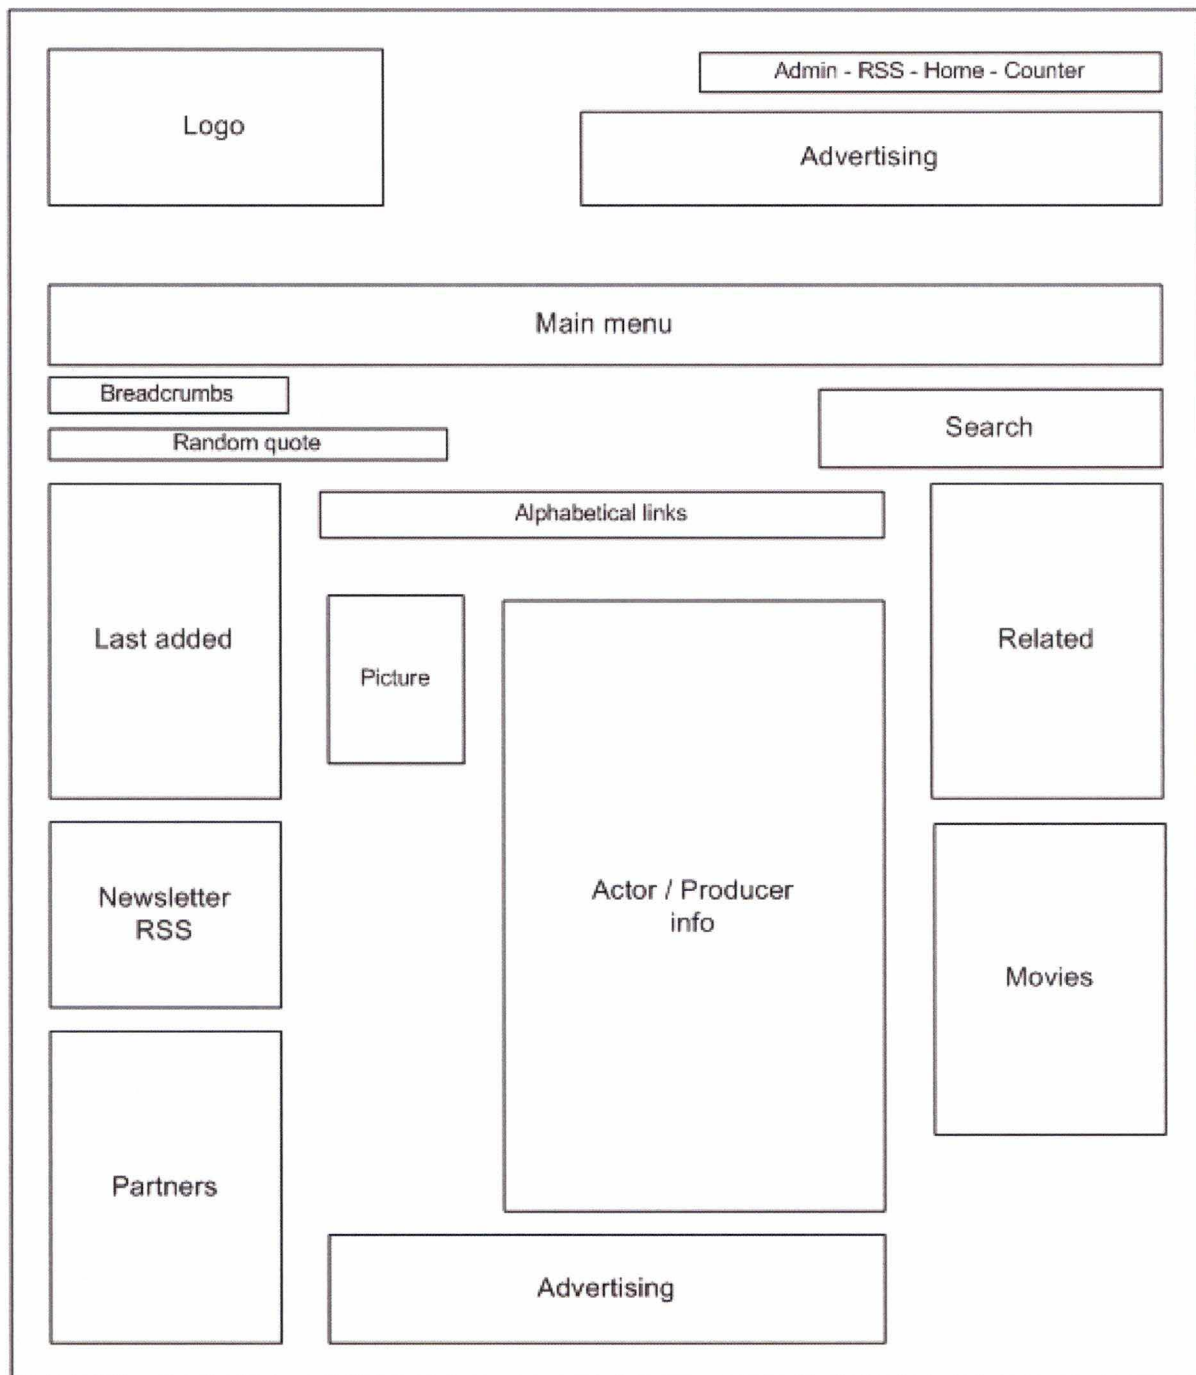 Logo
Admin - RSS - Home - Counter
Advertising
Main menu
Breadcrumbs
Random quote
Search
Alphabetical links
Last added
Picture
Related
Newsletter
RSS
Actor / Producer
info
Movies
Partners
Advertising